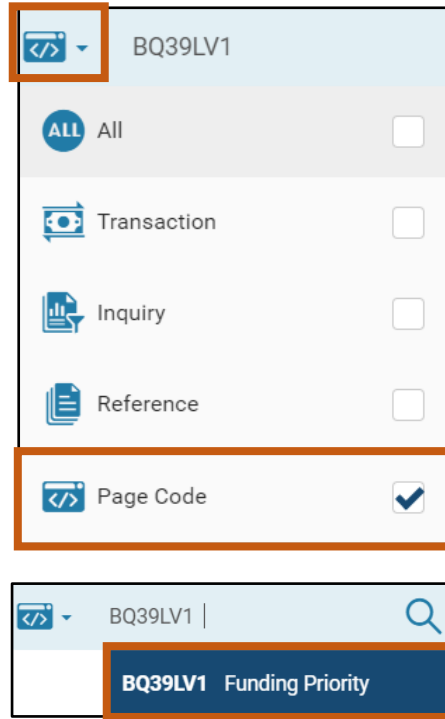 BQ39LV1
ALL All
Transaction
Inquiry
Reference
</> Page Code
BQ39LV1
BQ39LV1 Funding Priority